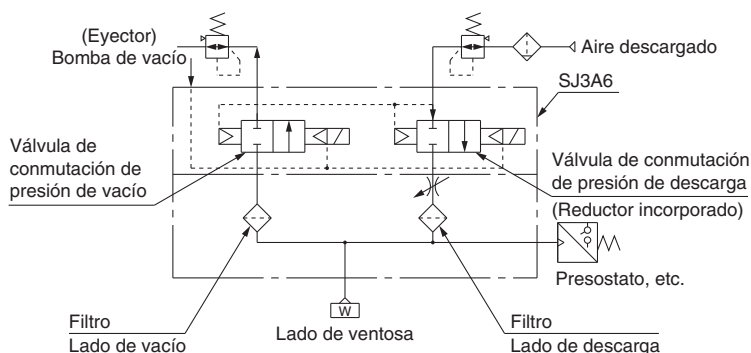 (Eyector)
Bomba de vacío
Aire descargado
SJ3A6
Válvula de
conmutación de
presión de vacío
Válvula de conmutación
de presión de descarga
(Reductor incorporado)
Presostato, etc.
W
Filtro
Lado de vacío
Lado de ventosa
Filtro
Lado de descarga